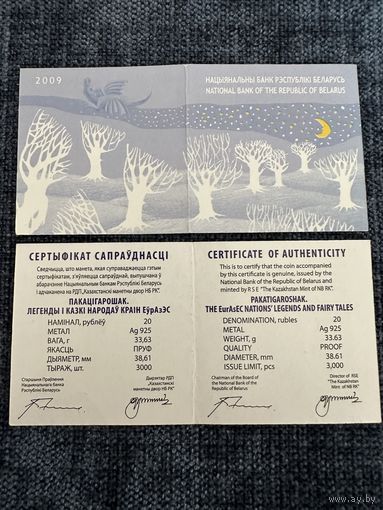 2009
НАЦЫЯНАЛЬНЫ БАНК РЭСПУБЛІКІ БЕЛАРУСЬ
NATIONAL BANK OF THE REPUBLIC OF BELARUS
СЕРТЫФІКАТ САПРАЎДНАСЦІ
Сведчыцца, што манета, якая суправаджаецца гэтым
сертыфікатам, з'яўляецца сапраўднай, выпушчана ў
абарачэнне Нацыянальным банкам Рэспублікі Беларусь
і адчаканена на РДП „Казахстанскі манетны двор НБ РК".
ПАКАЦІГАРОШАК.
ЛЕГЕНДЫ І КАЗКІ НАРОДАЎ КРАІН ЕўрАзЭС
НАМІНАЛ, рублёў 20
МЕТАЛ Ag 925
ВАГА, г 33,63
ЯКАСЦЬ ПРУФ
ДЫЯМЕТР, мм 38,61
ТЫРАЖ, шт. 3000
Старшыня Праўлення
Нацыянальнага банка
Рэспублікі Беларусь
Дырэктар РДП
„Казахстанскі
манетны двор НБ РК"
CERTIFICATE OF AUTHENTICITY
This is to certify that the coin accompanied
by this certificate is genuine, issued by the
National Bank of the Republic of Belarus and
minted by R S E "The Kazakhstan Mint of NB RK".
PAKATIGAROSHAK.
THE EurAsEC NATIONS' LEGENDS AND FAIRY TALES
DENOMINATION, rubles 20
METAL Ag 925
WEIGHT, g 33.63
QUALITY PROOF
DIAMETER, mm 38.61
ISSUE LIMIT, pcs 3,000
Chairman of the Board of
the National Bank of the
Republic of Belarus
Director of RSE
"The Kazakhstan
Mint of NB RK"
www.ay.by